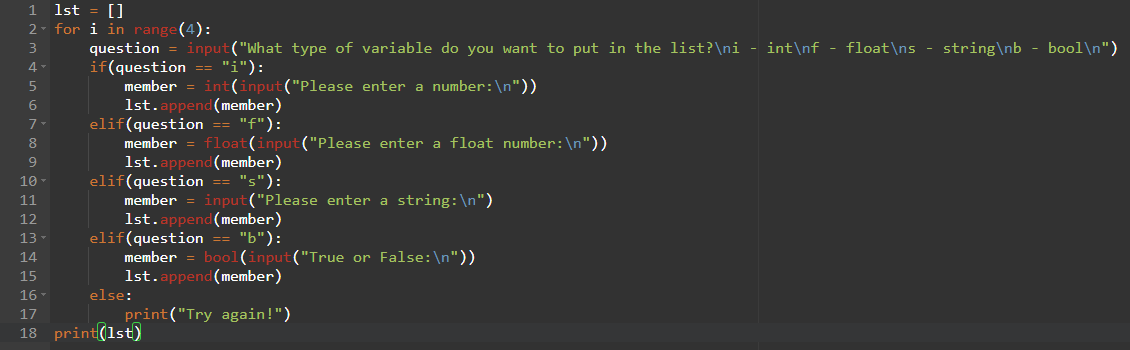 1 lst = []
2 for i in range(4):
3     question = input("What type of variable do you want to put in the list?\ni - int\nf - float\ns - string\nb - bool\n")
4     if(question == "i"):
5         member = int(input("Please enter a number:\n"))
6         lst.append(member)
7     elif(question == "f"):
8         member = float(input("Please enter a float number:\n"))
9         lst.append(member)
10     elif(question == "s"):
11         member = input("Please enter a string:\n")
12         lst.append(member)
13     elif(question == "b"):
14         member = bool(input("True or False:\n"))
15         lst.append(member)
16     else:
17         print("Try again!")
18 print(lst)